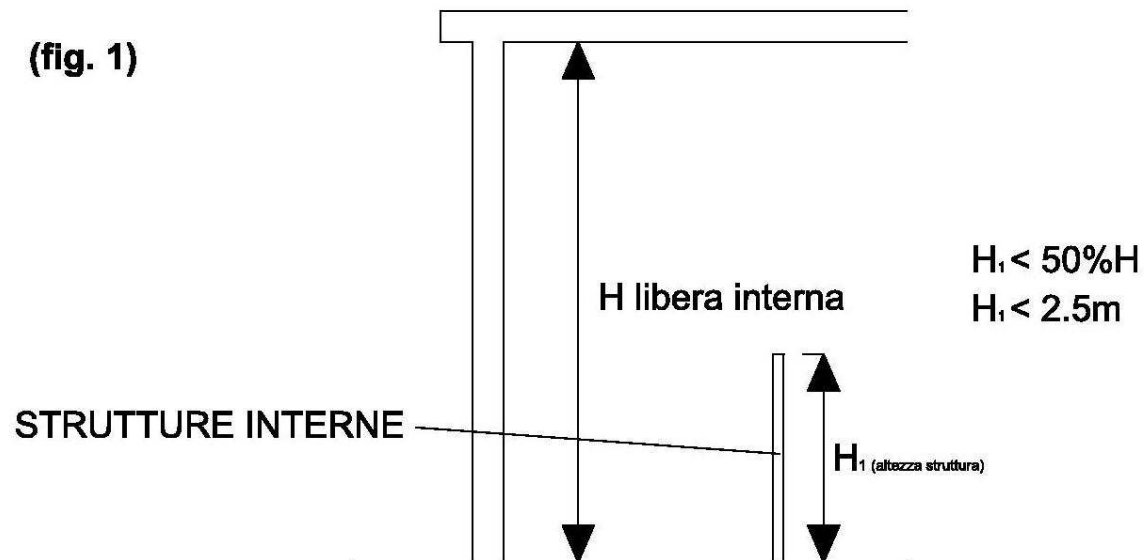 (fig. 1)
H₁ < 50%H
H libera interna
H₁ < 2.5m
STRUTTURE INTERNE
H₁ (altezza struttura)